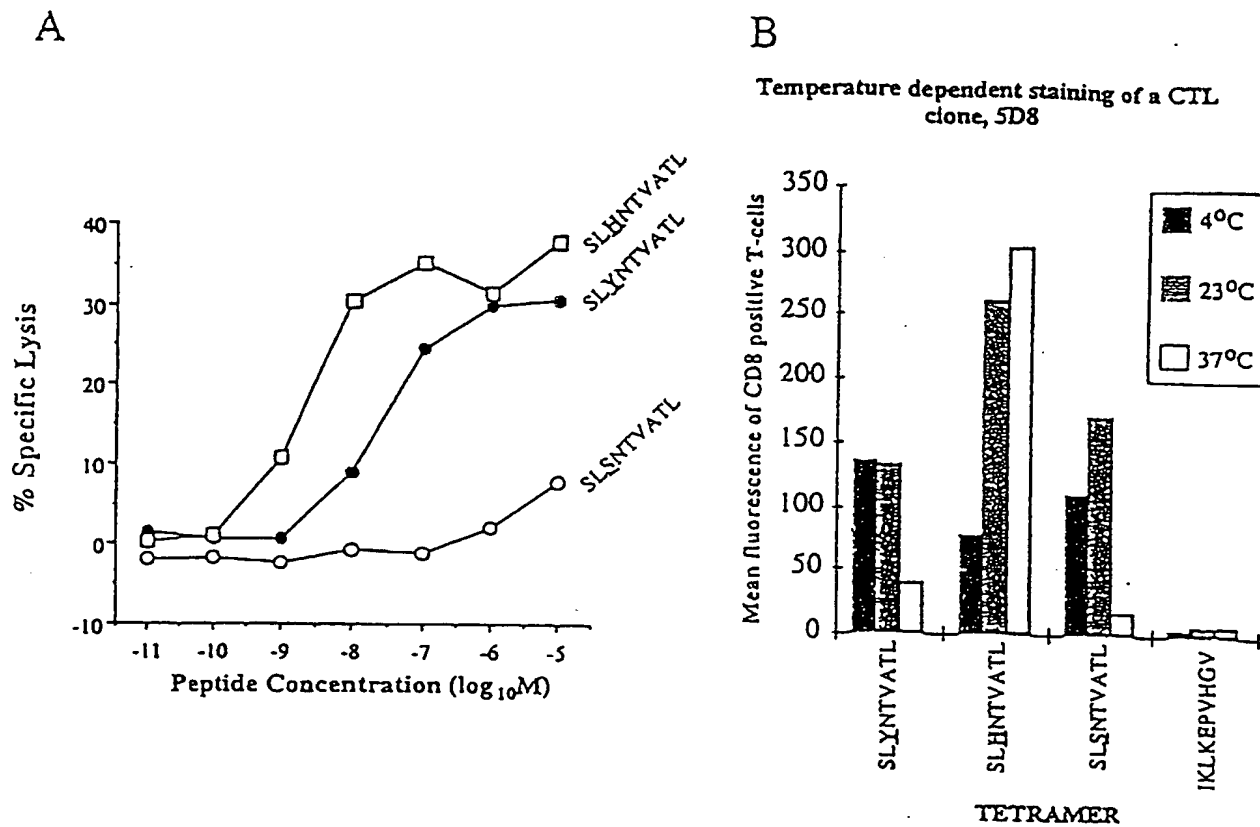 A
% Specific Lysis
40
30
20
10
0
-10
-11 -10 -9 -8 -7 -6 -5
Peptide Concentration (log10M)
SLHNTVATL
SLYNTVATL
SLSNTVATL
B
Temperature dependent staining of a CTL
clone, 5D8
Mean fluorescence of CD8 positive T-cells
350
300
250
200
150
100
50
0
4°C
23°C
37°C
SLYNTVATL
SLHNTVATL
SLSNTVATL
IKLKEPVHGV
TETRAMER